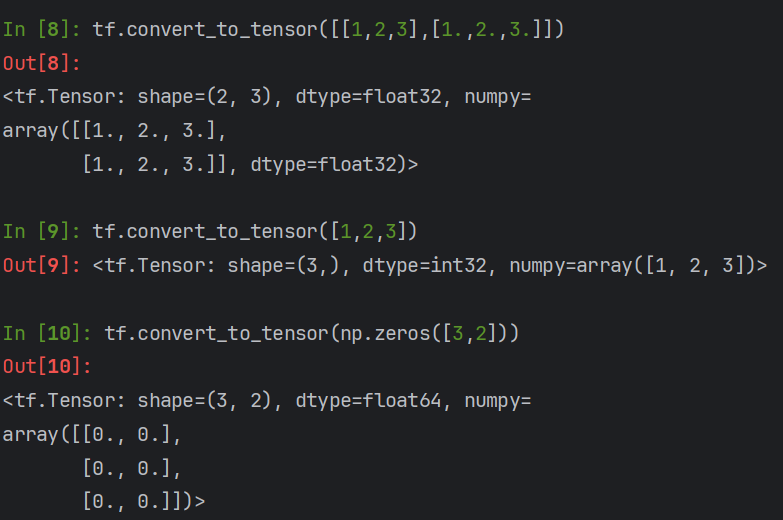 In [8]: tf.convert_to_tensor([[1,2,3],[1.,2.,3.]])
Out[8]:
<tf.Tensor: shape=(2, 3), dtype=float32, numpy=
array([[1., 2., 3.],
       [1., 2., 3.]], dtype=float32)>
In [9]: tf.convert_to_tensor([1,2,3])
Out[9]: <tf.Tensor: shape=(3,), dtype=int32, numpy=array([1, 2, 3])>
In [10]: tf.convert_to_tensor(np.zeros([3,2]))
Out[10]:
<tf.Tensor: shape=(3, 2), dtype=float64, numpy=
array([[0., 0.],
       [0., 0.],
       [0., 0.]])>